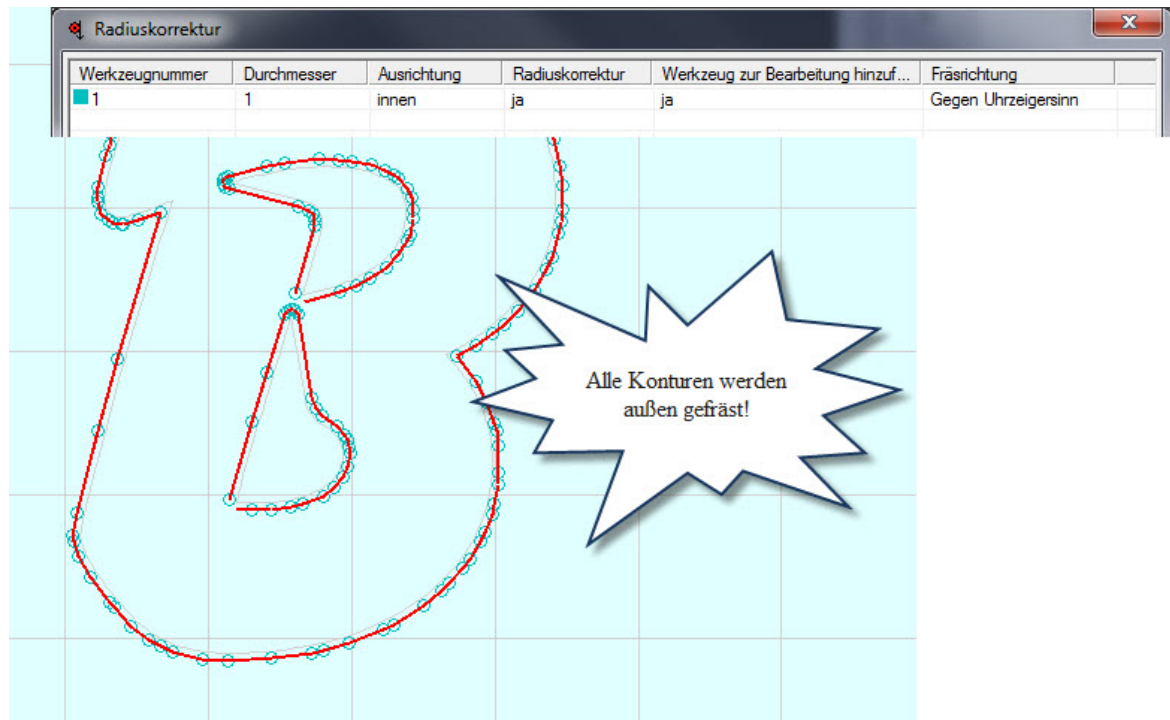 Radiuskorrektur
Werkzeugnummer Durchmesser Ausrichtung Radiuskorrektur Werkzeug zur Bearbeitung hinzuf... Fräsrichtung
1 1 innen ja ja Gegen Uhrzeigersinn
Alle Konturen werden
außen gefräst!